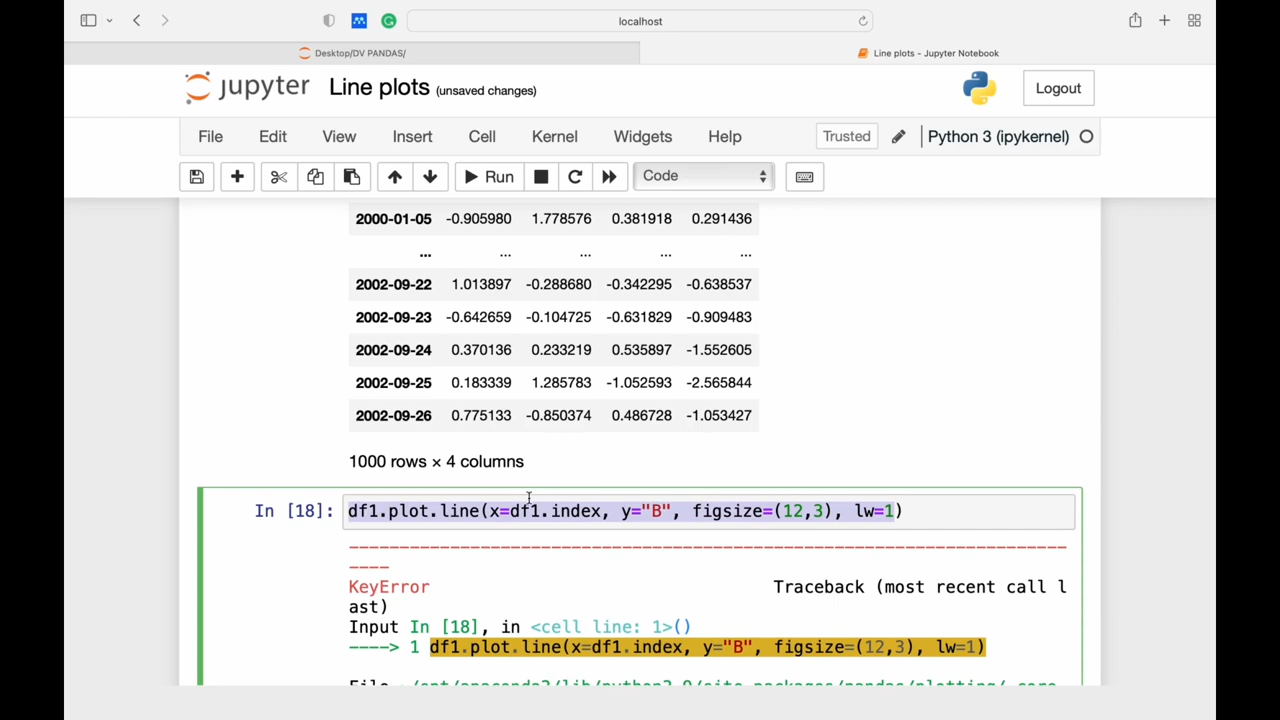 localhost
Desktop/DV PANDAS/
Line plots - Jupyter Notebook
jupyter Line plots (unsaved changes)
Logout
File Edit View Insert Cell Kernel Widgets Help Trusted Python 3 (ipykernel)
Run Code
2000-01-05 -0.905980 1.778576 0.381918 0.291436
... ... ... ... ...
2002-09-22 1.013897 -0.288680 -0.342295 -0.638537
2002-09-23 -0.642659 -0.104725 -0.631829 -0.909483
2002-09-24 0.370136 0.233219 0.535897 -1.552605
2002-09-25 0.183339 1.285783 -1.052593 -2.565844
2002-09-26 0.775133 -0.850374 0.486728 -1.053427
1000 rows × 4 columns
In [18]: df1.plot.line(x=df1.index, y="B", figsize=(12,3), lw=1)
---------------------------------------------------------------------------
KeyError Traceback (most recent call l
ast)
Input In [18], in <cell line: 1>()
----> 1 df1.plot.line(x=df1.index, y="B", figsize=(12,3), lw=1)
File